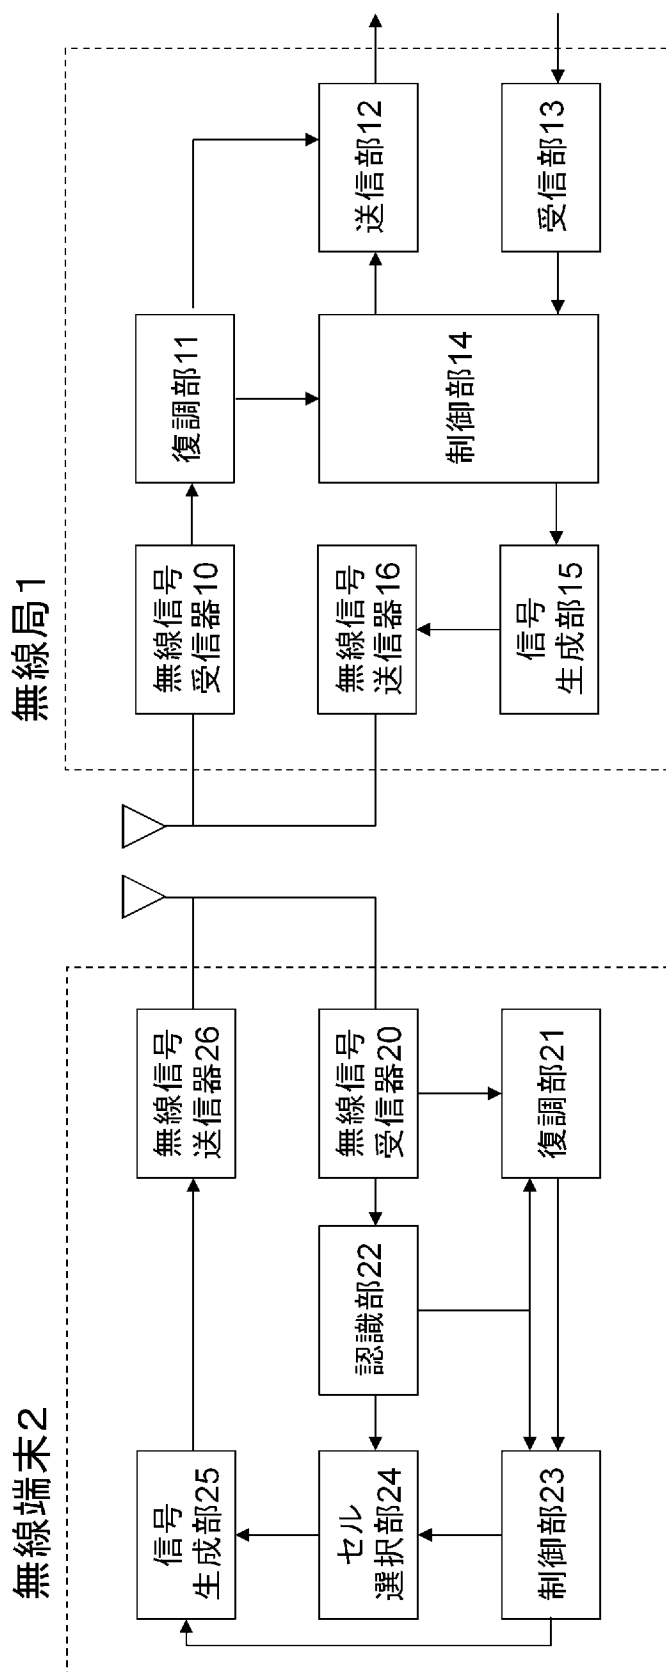 無線端末2
信号
生成部25
無線信号
送信器26
セル
選択部24
認識部22
無線信号
受信器20
制御部23
復調部21
無線局1
無線信号
受信器10
復調部11
無線信号
送信器16
送信部12
制御部14
信号
生成部15
受信部13